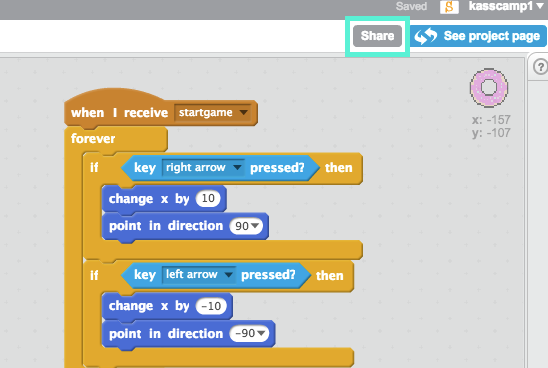 Saved kasscamp1
Share See project page
?
when I receive startgame
x: -157
y: -107
forever
if key right arrow pressed? then
change x by 10
point in direction 90
if key left arrow pressed? then
change x by -10
point in direction -90